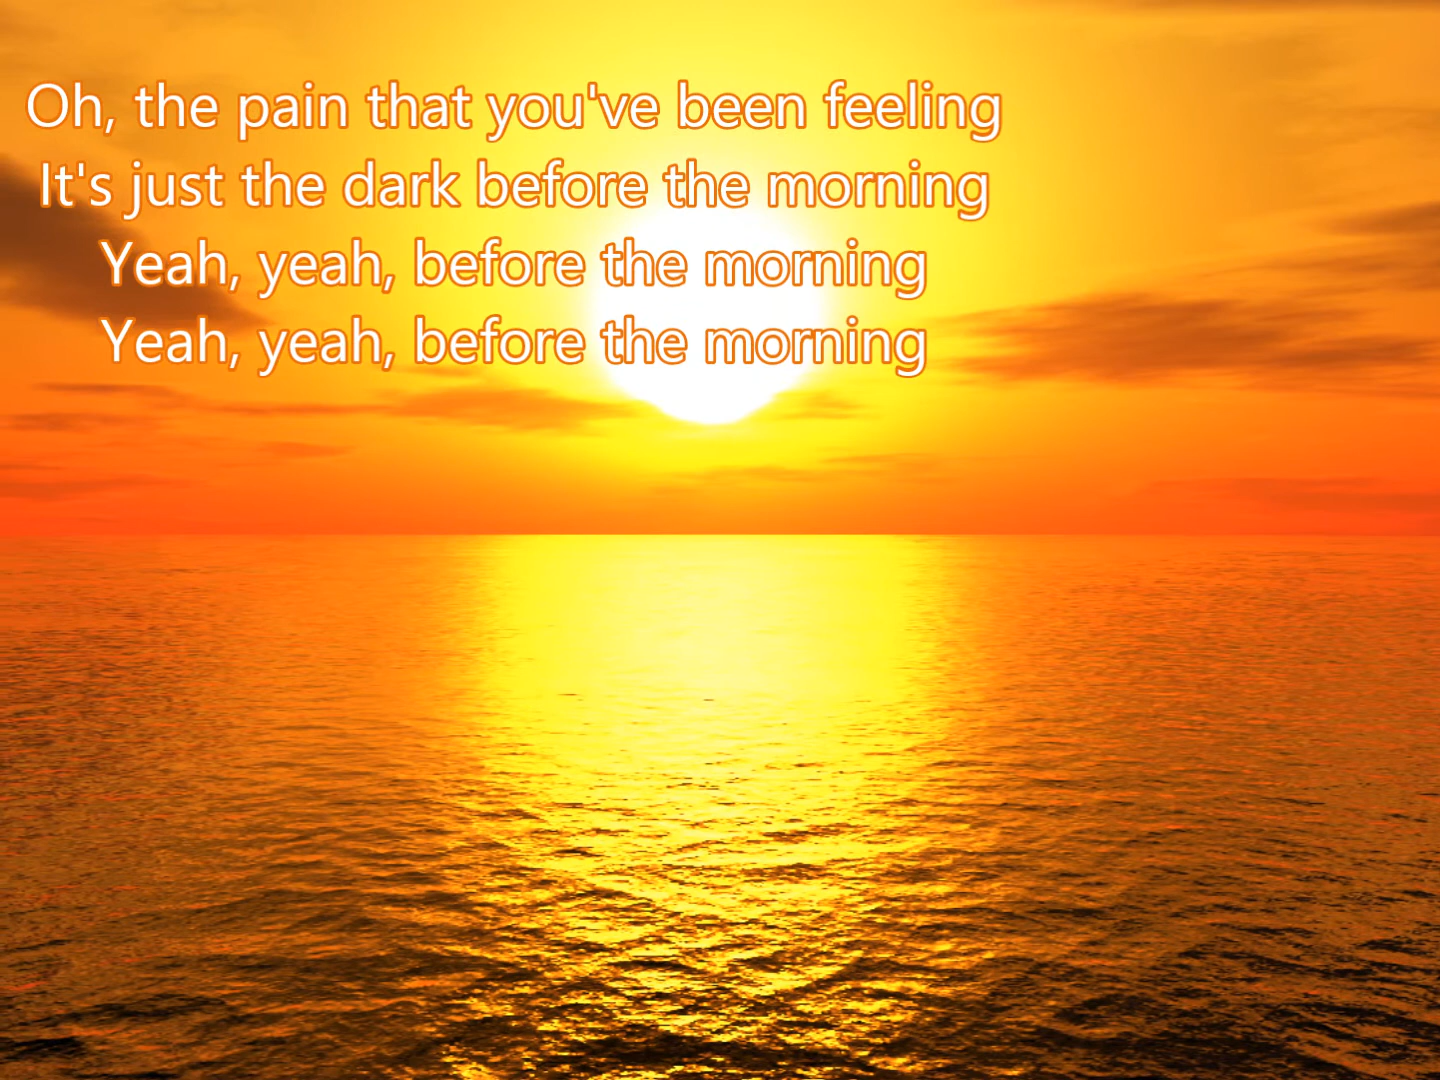 Oh, the pain that you've been feeling
It's just the dark before the morning
Yeah, yeah, before the morning
Yeah, yeah, before the morning